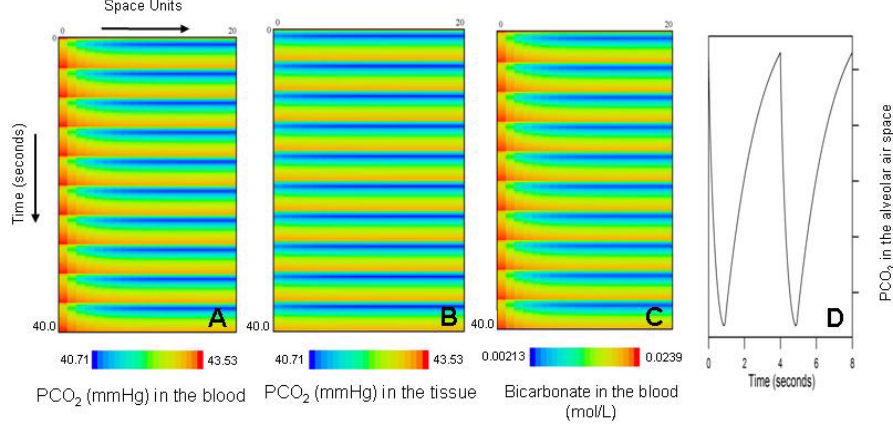 Space Units
0
20
0
20
0
20
0
Time (seconds)
40.0
A
40.0
B
40.0
C
D
PCO2 in the alveolar air space
0
2
4
6
8
Time (seconds)
40.71
43.53
40.71
43.53
0.00213
0.0239
PCO2 (mmHg) in the blood
PCO2 (mmHg) in the tissue
Bicarbonate in the blood
(mol/L)